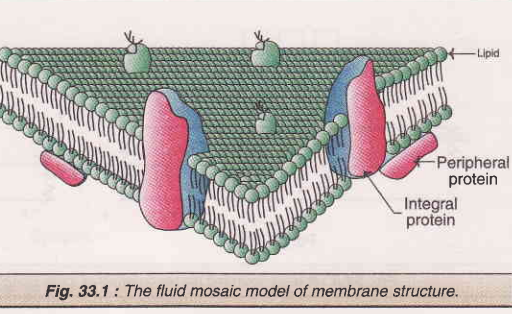 Lipid
Peripheral
protein
Integral
protein
Fig. 33.1 : The fluid mosaic model of membrane structure.